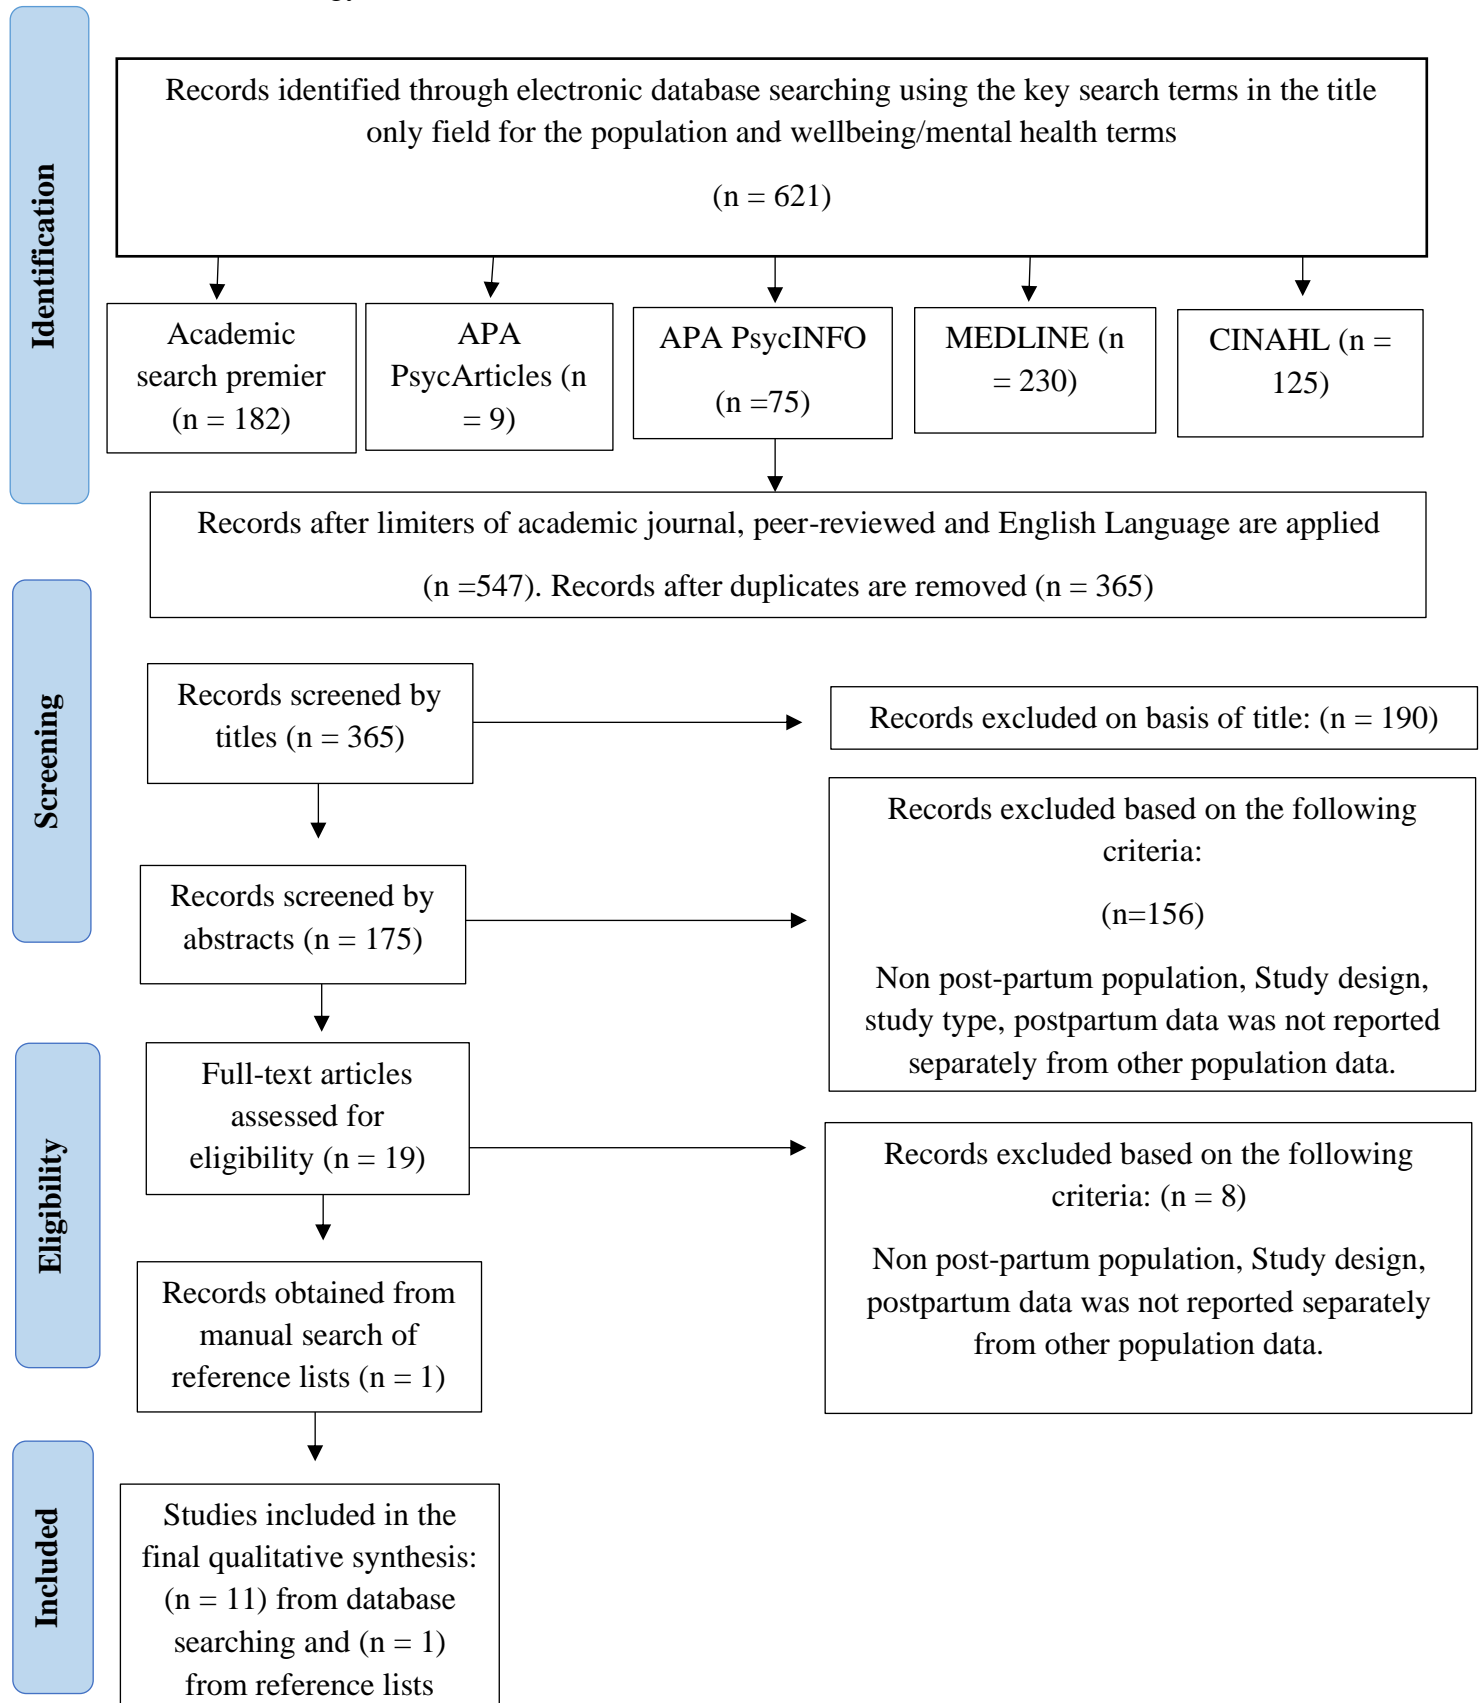 Identification
Records identified through electronic database searching using the key search terms in the title
only field for the population and wellbeing/mental health terms
(n = 621)
Academic
search premier
(n = 182)
APA
PsycArticles (n
= 9)
APA PsycINFO
(n =75)
MEDLINE (n
= 230)
CINAHL (n =
125)
Records after limiters of academic journal, peer-reviewed and English Language are applied
(n =547). Records after duplicates are removed (n = 365)
Screening
Records screened by
titles (n = 365)
Records excluded on basis of title: (n = 190)
Records screened by
abstracts (n = 175)
Records excluded based on the following
criteria:
(n=156)
Non post-partum population, Study design,
study type, postpartum data was not reported
separately from other population data.
Eligibility
Full-text articles
assessed for
eligibility (n = 19)
Records excluded based on the following
criteria: (n = 8)
Non post-partum population, Study design,
postpartum data was not reported separately
from other population data.
Records obtained from
manual search of
reference lists (n = 1)
Included
Studies included in the
final qualitative synthesis:
(n = 11) from database
searching and (n = 1)
from reference lists